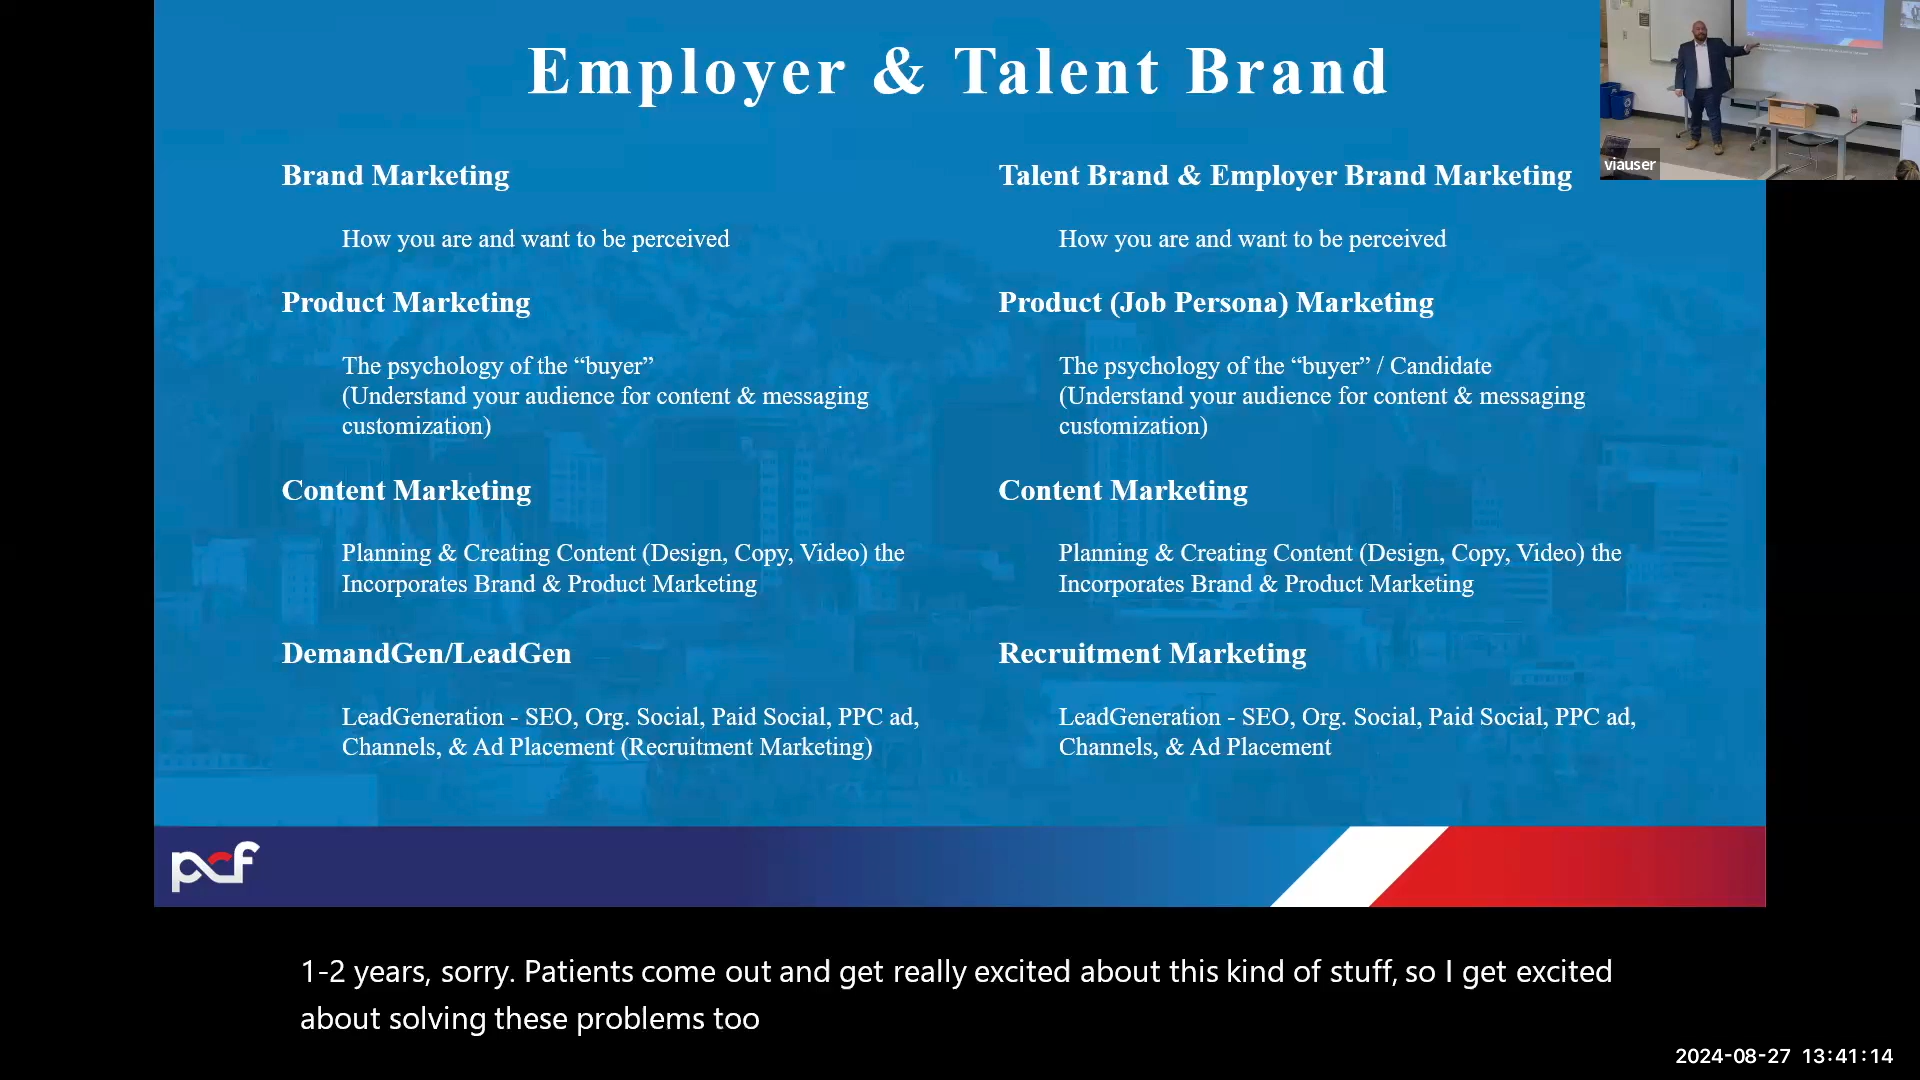 Employer & Talent Brand
Brand Marketing
How you are and want to be perceived
Product Marketing
The psychology of the “buyer”
(Understand your audience for content & messaging
customization)
Content Marketing
Planning & Creating Content (Design, Copy, Video) the
Incorporates Brand & Product Marketing
DemandGen/LeadGen
LeadGeneration - SEO, Org. Social, Paid Social, PPC ad,
Channels, & Ad Placement (Recruitment Marketing)
Talent Brand & Employer Brand Marketing
How you are and want to be perceived
Product (Job Persona) Marketing
The psychology of the “buyer” / Candidate
(Understand your audience for content & messaging
customization)
Content Marketing
Planning & Creating Content (Design, Copy, Video) the
Incorporates Brand & Product Marketing
Recruitment Marketing
LeadGeneration - SEO, Org. Social, Paid Social, PPC ad,
Channels, & Ad Placement
viauser
pcf
1-2 years, sorry. Patients come out and get really excited about this kind of stuff, so I get excited
about solving these problems too
2024-08-27 13:41:14